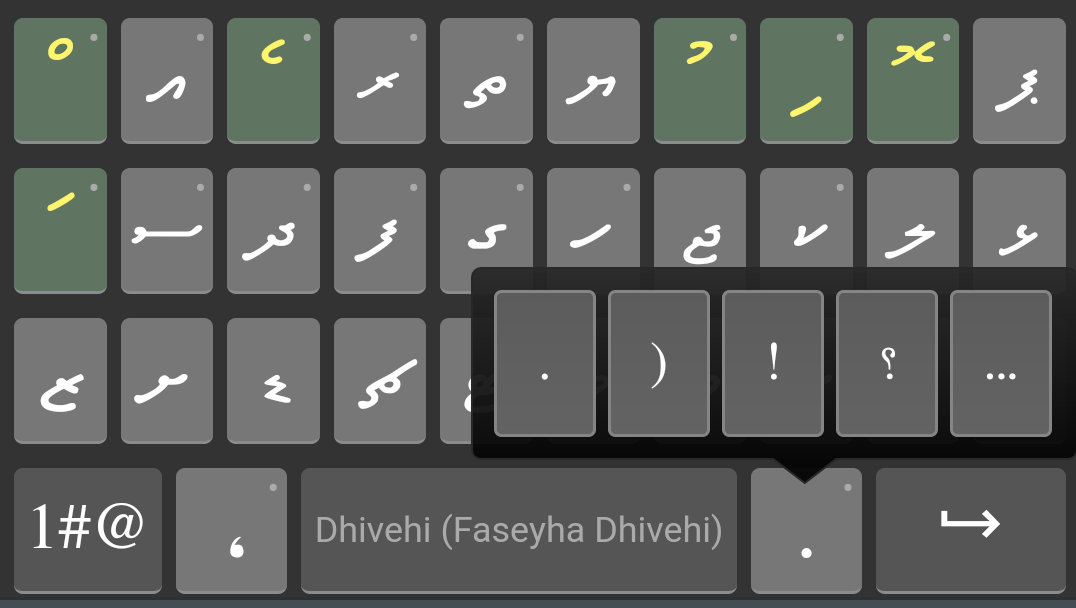 ް އ ެ ރ ތ ޔ ު ި ޮ ޕ
ަ ސ ދ ފ ގ ހ ޖ ކ ލ ޅ
. ) ! ؟ ...
ޒ ށ ޑ ޗ
1#@ ، Dhivehi (Faseyha Dhivehi) .